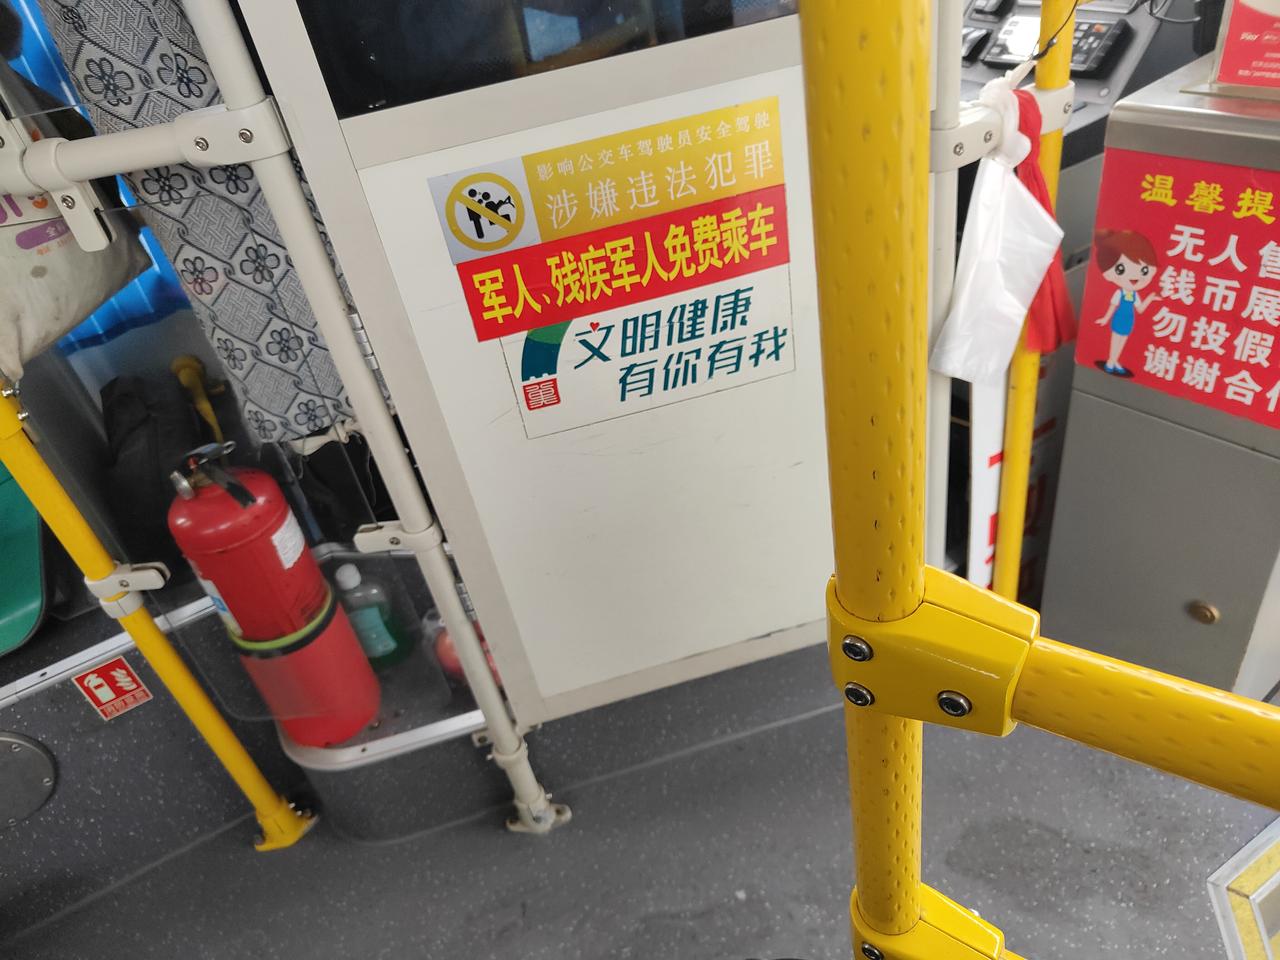 影响公交车驾驶员安全驾驶
涉嫌违法犯罪
军人、残疾军人免费乘车
文明健康
有你有我
温馨提
无人售
钱币展
勿投假
谢谢合作